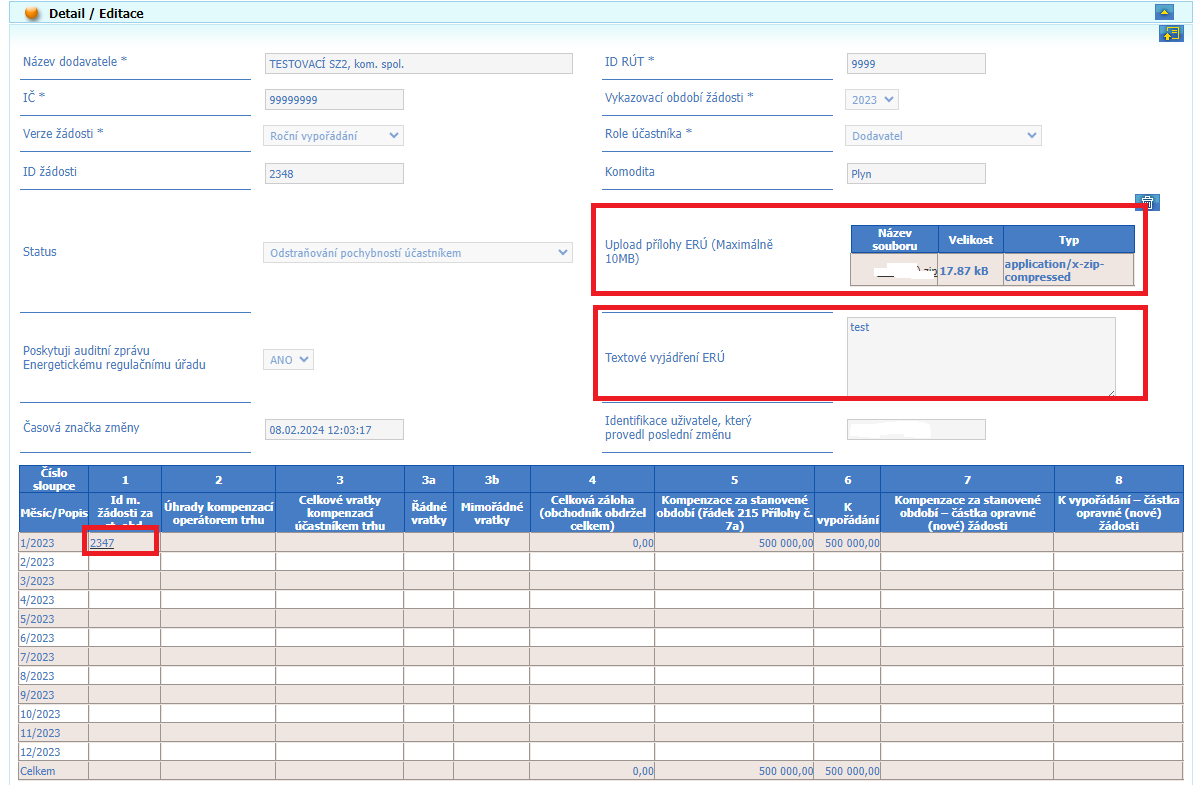 Detail / Editace
Název dodavatele *
TESTOVACÍ SZ2, kom. spol.
ID RÚT *
9999
IČ *
99999999
Vykazovací období žádosti *
2023
Verze žádosti *
Roční vypořádání
Role účastníka *
Dodavatel
ID žádosti
2348
Komodita
Plyn
Status
Odstraňování pochybností účastníkem
Upload přílohy ERÚ (Maximálně
10MB)
Název
souboru
Velikost
Typ
zip
17.87 kB
application/x-zip-
compressed
Poskytuji auditní zprávu
Energetickému regulačnímu úřadu
ANO
Textové vyjádření ERÚ
test
Časová značka změny
08.02.2024 12:03:17
Identifikace uživatele, který
provedl poslední změnu
Číslo
sloupce
1
2
3
3a
3b
4
5
6
7
8
Měsíc/Popis
Id m.
žádosti za
Úhrady kompenzací
operátorem trhu
Celkové vratky
kompenzací
účastníkem trhu
Řádné
vratky
Mimořádné
vratky
Celková záloha
(obchodník obdržel
celkem)
Kompenzace za stanovené
období (řádek 215 Přílohy č.
7a)
K
vypořádání
Kompenzace za stanovené
období – částka opravné
(nové) žádosti
K vypořádání – částka
opravné (nové)
žádosti
1/2023 2347 0,00 500 000,00 500 000,00
2/2023
3/2023
4/2023
5/2023
6/2023
7/2023
8/2023
9/2023
10/2023
11/2023
12/2023
Celkem 0,00 500 000,00 500 000,00